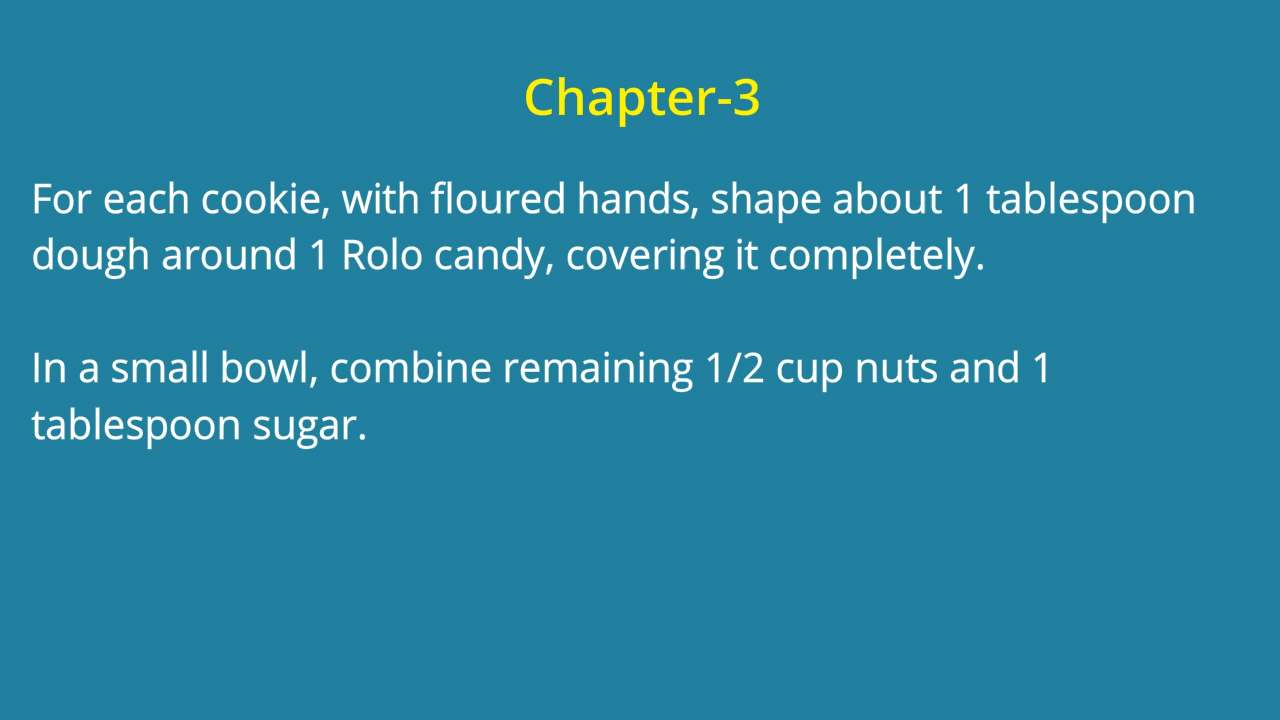 Chapter-3
For each cookie, with floured hands, shape about 1 tablespoon
dough around 1 Rolo candy, covering it completely.
In a small bowl, combine remaining 1/2 cup nuts and 1
tablespoon sugar.